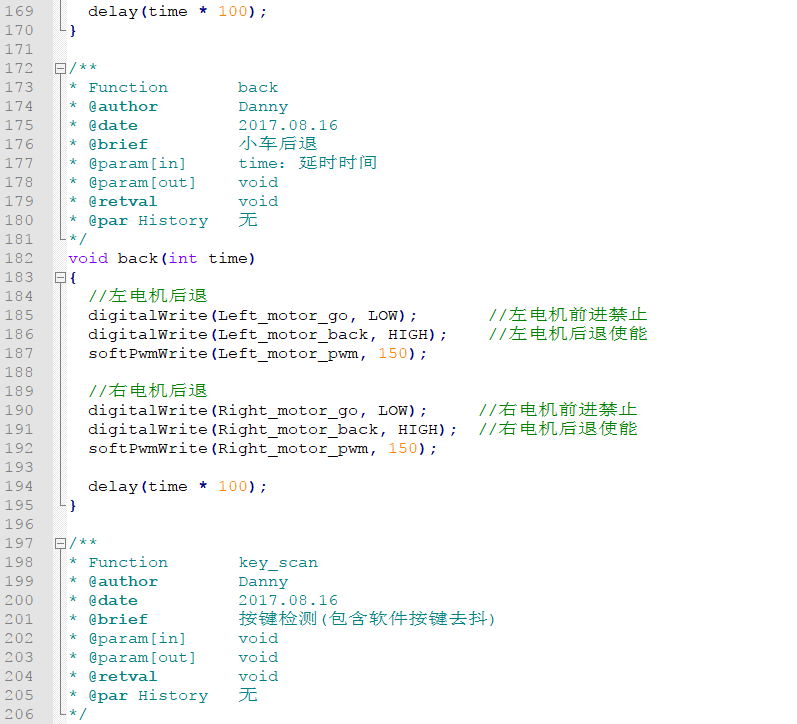 169 delay(time * 100);
170 }
171
172 /**
173 * Function back
174 * @author Danny
175 * @date 2017.08.16
176 * @brief 小车后退
177 * @param[in] time: 延时时间
178 * @param[out] void
179 * @retval void
180 * @par History 无
181 */
182 void back(int time)
183 {
184 //左电机后退
185 digitalWrite(Left_motor_go, LOW); //左电机前进禁止
186 digitalWrite(Left_motor_back, HIGH); //左电机后退使能
187 softPwmWrite(Left_motor_pwm, 150);
188
189 //右电机后退
190 digitalWrite(Right_motor_go, LOW); //右电机前进禁止
191 digitalWrite(Right_motor_back, HIGH); //右电机后退使能
192 softPwmWrite(Right_motor_pwm, 150);
193
194 delay(time * 100);
195 }
196
197 /**
198 * Function key_scan
199 * @author Danny
200 * @date 2017.08.16
201 * @brief 按键检测(包含软件按键去抖)
202 * @param[in] void
203 * @param[out] void
204 * @retval void
205 * @par History 无
206 */